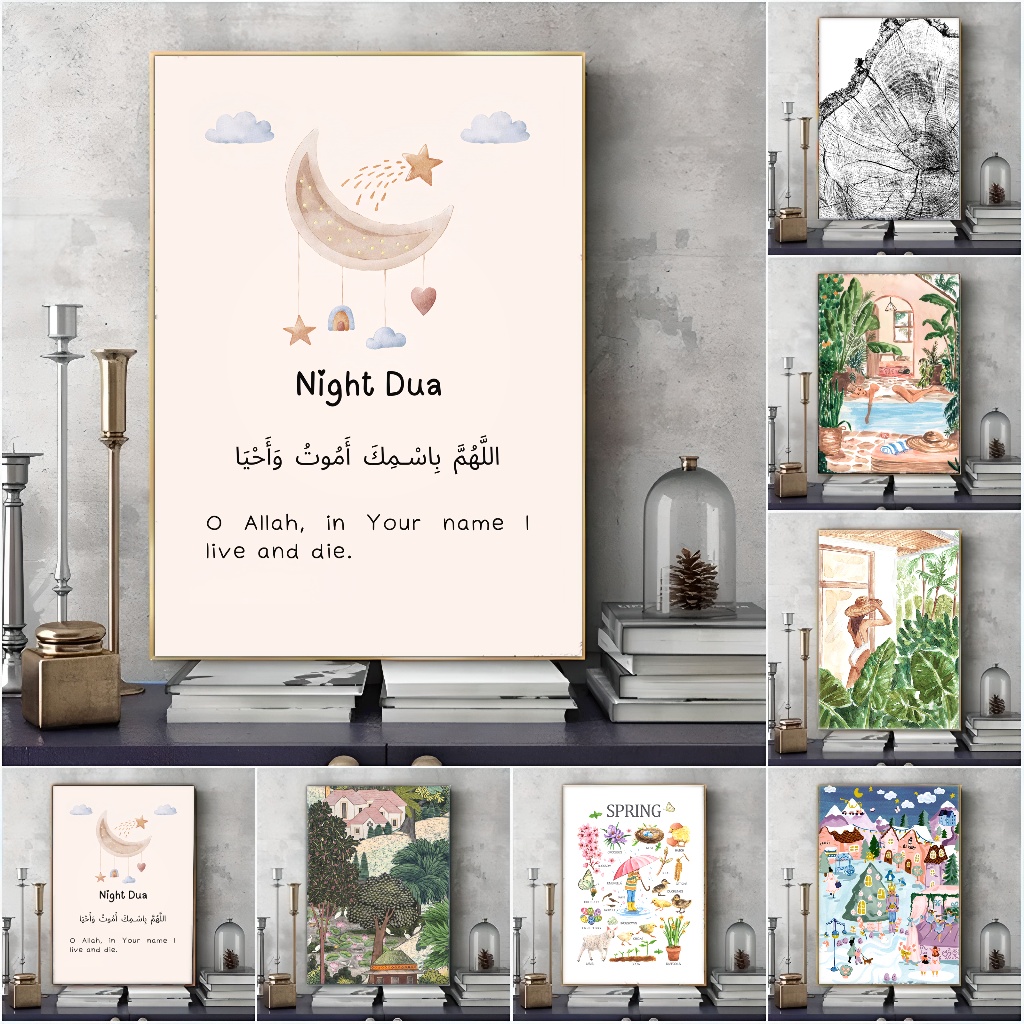 Night Dua
اللَّهُمَّ بِاسْمِكَ أَمُوتُ وَأَحْيَا
O Allah, in Your name I
live and die.
Night Dua
اللَّهُمَّ بِاسْمِكَ أَمُوتُ وَأَحْيَا
O Allah, in Your name I
live and die.
SPRING